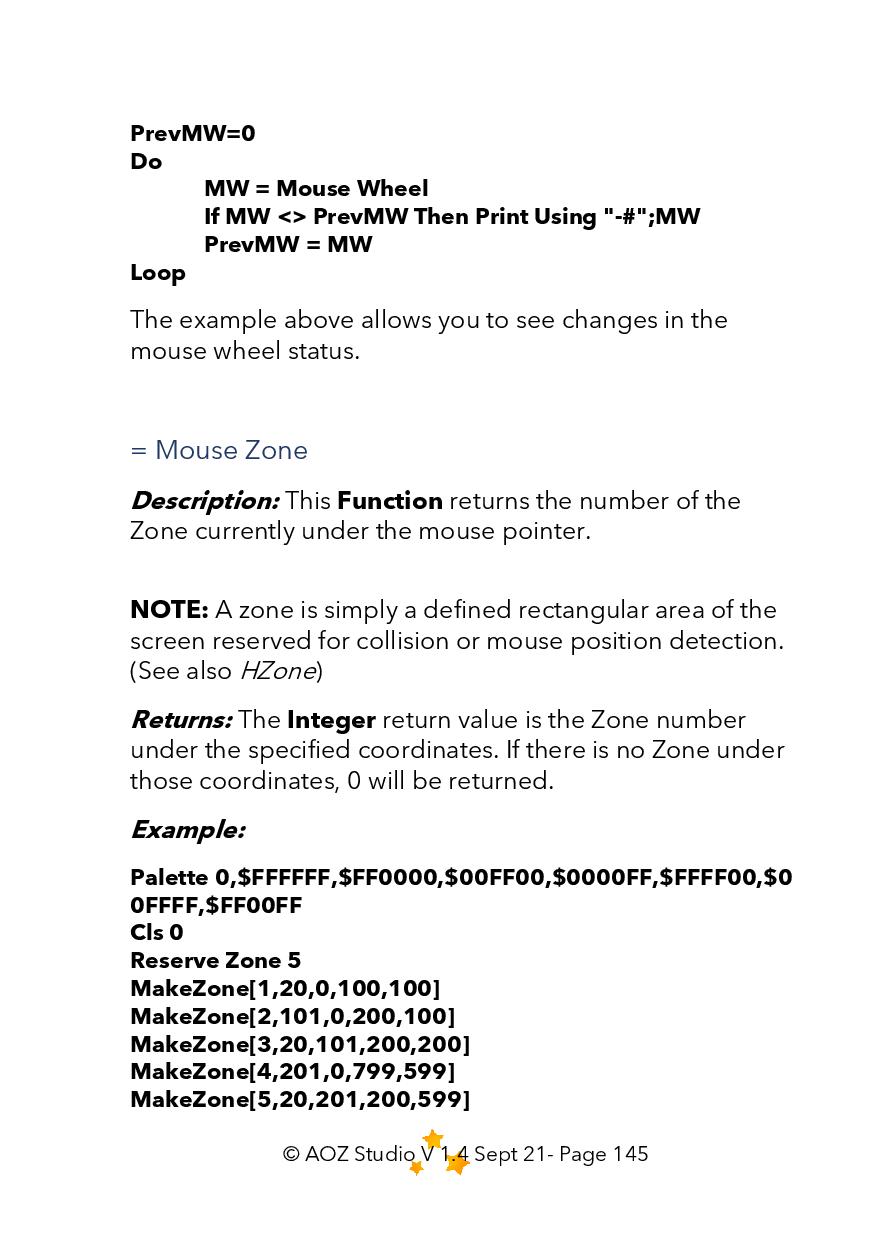 PrevMW=0
Do
MW = Mouse Wheel
If MW <> PrevMW Then Print Using "-#";MW
PrevMW = MW
Loop
The example above allows you to see changes in the
mouse wheel status.
= Mouse Zone
Description: This Function returns the number of the
Zone currently under the mouse pointer.
NOTE: A zone is simply a defined rectangular area of the
screen reserved for collision or mouse position detection.
(See also HZone)
Returns: The Integer return value is the Zone number
under the specified coordinates. If there is no Zone under
those coordinates, 0 will be returned.
Example:
Palette 0,$FFFFFF,$FF0000,$00FF00,$0000FF,$FFFF00,$0
0FFFF,$FF00FF
Cls 0
Reserve Zone 5
MakeZone[1,20,0,100,100]
MakeZone[2,101,0,200,100]
MakeZone[3,20,101,200,200]
MakeZone[4,201,0,799,599]
MakeZone[5,20,201,200,599]
© AOZ Studio V 1.4 Sept 21- Page 145